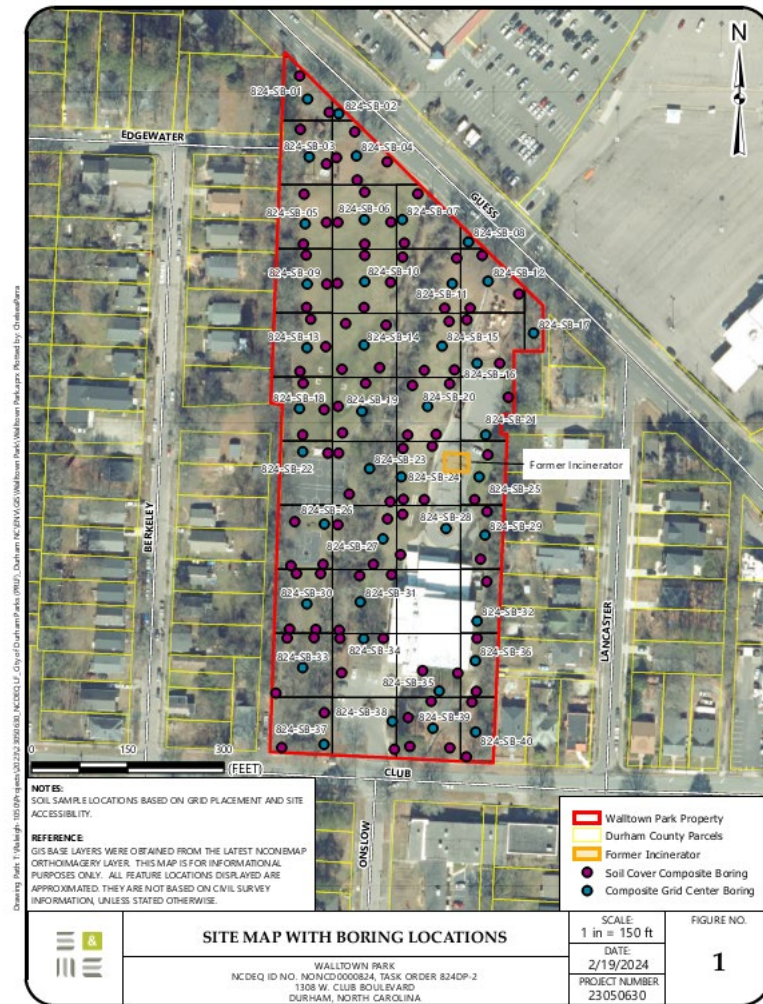 N
824-SB-01
824-SB-02
EDGEWATER
824-SB-03
824-SB-04
GUESS
824-SB-05
824-SB-06
824-SB-07
824-SB-08
824-SB-09
824-SB-10
824-SB-11
824-SB-12
824-SB-13
824-SB-14
824-SB-15
824-SB-17
824-SB-16
824-SB-18
824-SB-19
824-SB-20
824-SB-21
824-SB-22
824-SB-23
Former Incinerator
824-SB-24
824-SB-25
BERKELEY
824-SB-26
824-SB-28
824-SB-29
824-SB-27
824-SB-30
824-SB-31
824-SB-32
LANCASTER
824-SB-33
824-SB-34
824-SB-36
824-SB-35
824-SB-37
824-SB-38
824-SB-39
824-SB-40
0 150 300
(FEET)
CLUB
ONSLOW
NOTES:
SOIL SAMPLE LOCATIONS BASED ON GRID PLACEMENT AND SITE
ACCESSIBILITY.
REFERENCE:
GIS BASE LAYERS WERE OBTAINED FROM THE LATEST NCONEMAP
ORTHOIMAGERY LAYER. THIS MAP IS FOR INFORMATIONAL
PURPOSES ONLY. ALL FEATURE LOCATIONS DISPLAYED ARE
APPROXIMATED. THEY ARE NOT BASED ON CIVIL SURVEY
INFORMATION, UNLESS STATED OTHERWISE.
Walltown Park Property
Durham County Parcels
Former Incinerator
Soil Cover Composite Boring
Composite Grid Center Boring
SITE MAP WITH BORING LOCATIONS
WALLTOWN PARK
NCDEQ ID NO. NONCD0000824, TASK ORDER 824DP-2
1308 W. CLUB BOULEVARD
DURHAM, NORTH CAROLINA
SCALE:
1 in = 150 ft
DATE:
2/19/2024
PROJECT NUMBER
23050630
FIGURE NO.
1